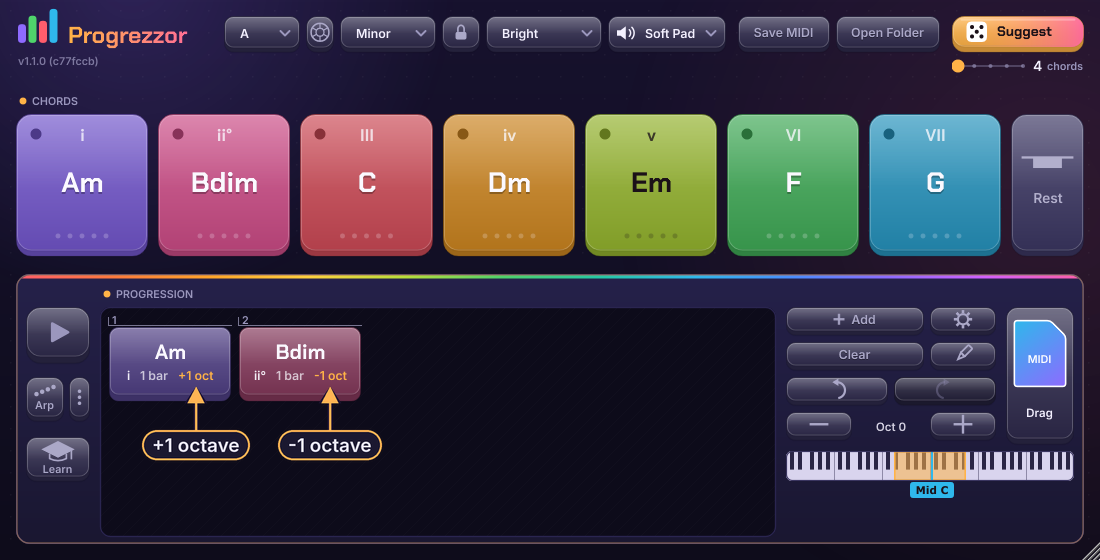 Progrezzor
v1.1.0 (c77fccb)
A
Minor
Bright
Soft Pad
Save MIDI
Open Folder
Suggest
4 chords
CHORDS
i
Am
ii°
Bdim
III
C
iv
Dm
v
Em
VI
F
VII
G
Rest
PROGRESSION
1
Am
i 1 bar +1 oct
2
Bdim
ii° 1 bar -1 oct
+1 octave
-1 octave
Arp
Learn
+ Add
Clear
Oct 0
Mid C
MIDI
Drag